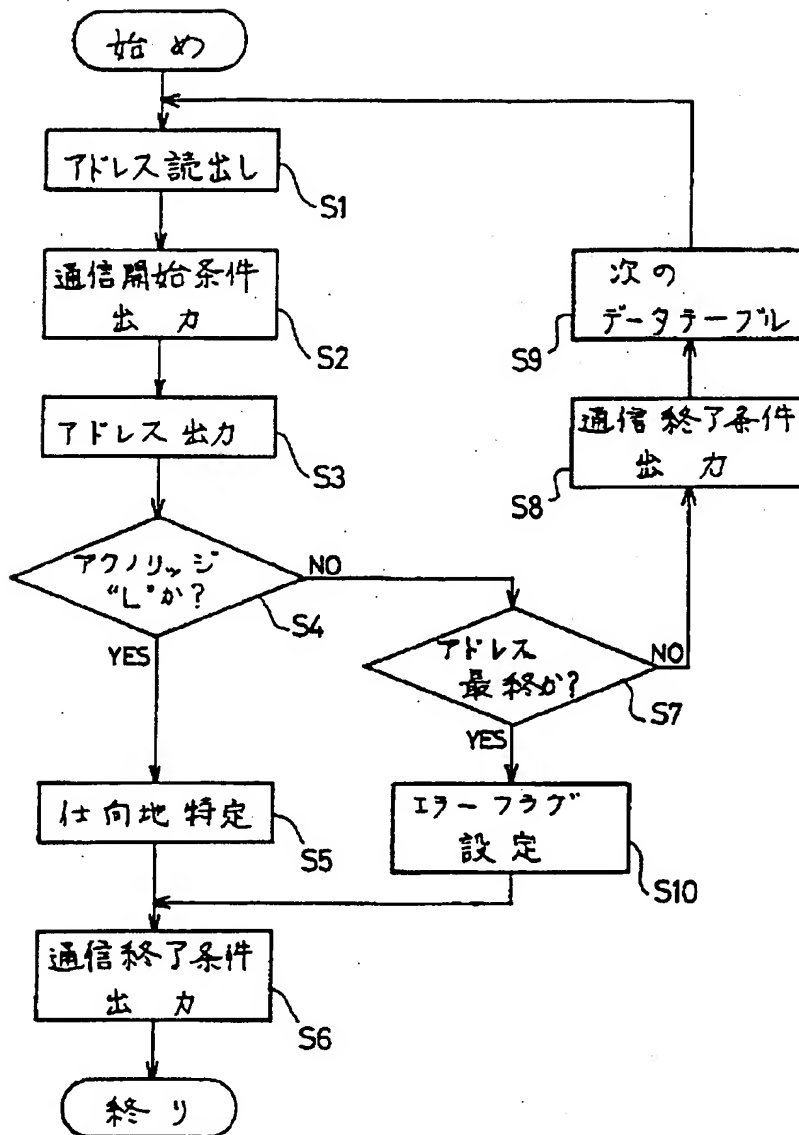 始め
アドレス読出し
S1
通信開始条件
出力
S2
アドレス出力
S3
アクノリッジ
"L"か?
S4
NO
YES
仕向地特定
S5
通信終了条件
出力
S6
終り
アドレス
最終か?
S7
NO
YES
エラーフラグ
設定
S10
通信終了条件
出力
S8
次の
データテーブル
S9